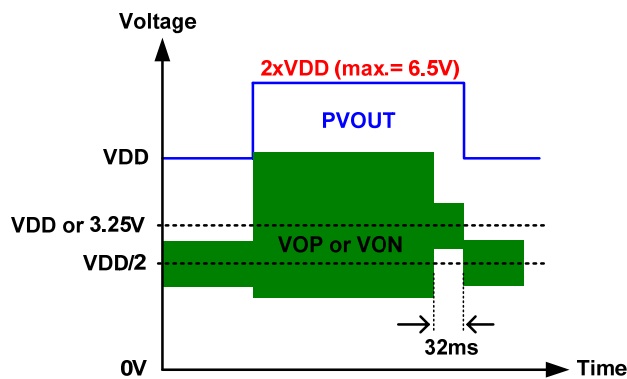 Voltage
2xVDD (max.= 6.5V)
PVOUT
VDD
VDD or 3.25V
VOP or VON
VDD/2
32ms
0V
Time